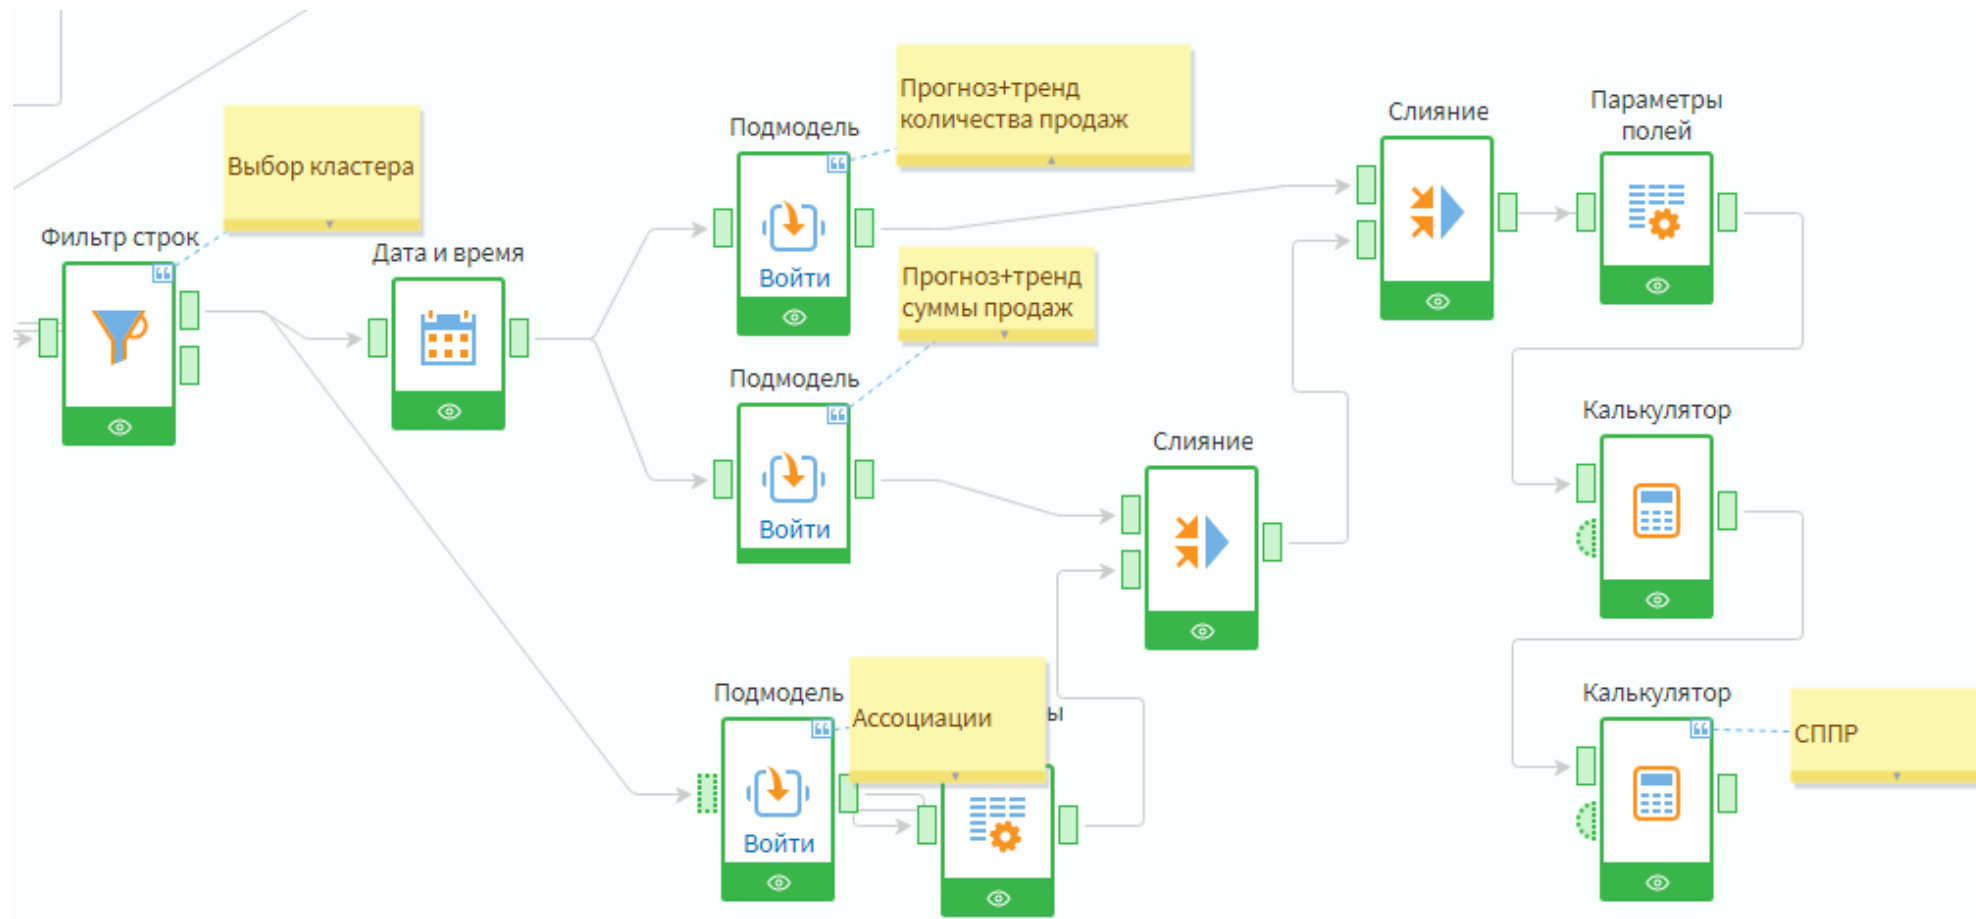 Прогноз+тренд
количества продаж
Параметры
полей
Слияние
Подмодель
Выбор кластера
Фильтр строк
Дата и время
Войти
Прогноз+тренд
суммы продаж
Подмодель
Калькулятор
Слияние
Войти
Подмодель
Ассоциации
ы
Калькулятор
СППР
Войти